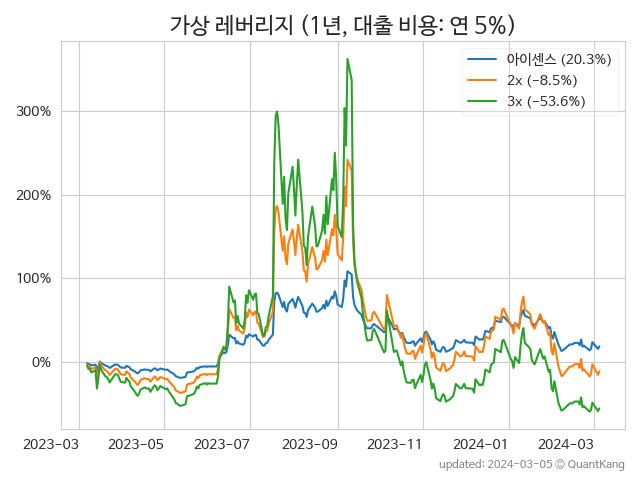 가상 레버리지 (1년, 대출 비용: 연 5%)
아이센스 (20.3%)
2x (−8.5%)
3x (−53.6%)
300%
200%
100%
0%
2023−03 2023−05 2023−07 2023−09 2023−11 2024−01 2024−03
updated: 2024-03-05 © QuantKang